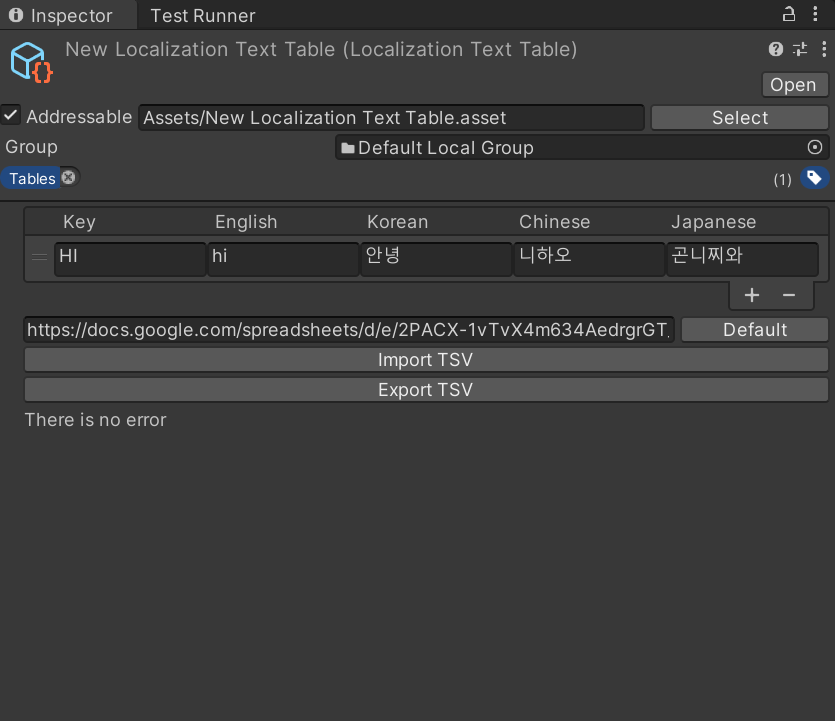 Inspector Test Runner
New Localization Text Table (Localization Text Table)
Open
Addressable Assets/New Localization Text Table.asset Select
Group Default Local Group
Tables (1)
Key English Korean Chinese Japanese
HI hi 안녕 니하오 곤니찌와
https://docs.google.com/spreadsheets/d/e/2PACX-1vTvX4m634AedrgrGT_ Default
Import TSV
Export TSV
There is no error